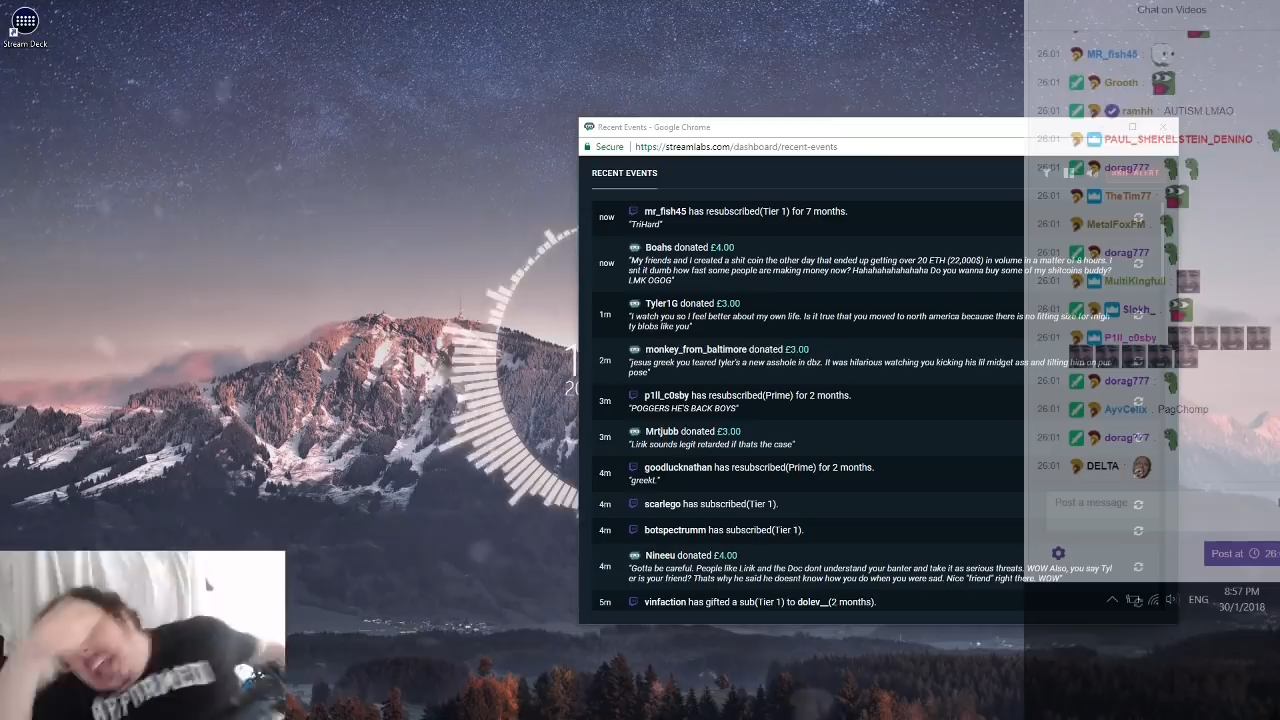 Stream Deck
Recent Events - Google Chrome
Secure
https://streamlabs.com/dashboard/recent-events
RECENT EVENTS
now
mr_fish45 has resubscribed(Tier 1) for 7 months.
"TriHard"
now
Boahs donated £4.00
"My friends and I created a shit coin the other day that ended up getting over 20 ETH (22,000$) in volume in a matter of 8 hours. I
snt it dumb how fast some people are making money now? Hahahahahahaha Do you wanna buy some of my shitcoins buddy?
LMK OGOG"
1m
Tyler1G donated £3.00
"I watch you so I feel better about my own life. Is it true that you moved to north america because there is no fitting size for migh
ty blobs like you"
2m
monkey_from_baltimore donated £3.00
"jesus greek you teared tyler's a new asshole in dbz. It was hilarious watching you kicking his lil midget ass and tilting him on pur
pose"
3m
p1ll_c0sby has resubscribed(Prime) for 2 months.
"POGGERS HE'S BACK BOYS"
3m
Mrtjubb donated £3.00
"Lirik sounds legit retarded if thats the case"
4m
goodlucknathan has resubscribed(Prime) for 2 months.
"greekL"
4m
scarlego has subscribed(Tier 1).
4m
botspectrumm has subscribed(Tier 1).
4m
Nineeu donated £4.00
"Gotta be careful. People like Lirik and the Doc dont understand your banter and take it as serious threats. WOW Also, you say Tyl
er is your friend? Thats why he said he doesnt know how you do when you were sad. Nice "friend" right there. WOW"
5m
vinfaction has gifted a sub(Tier 1) to dolev__(2 months).
Chat on Videos
26:01 MR_fish45 :
26:01 Grooth :
26:01 ramhh : AUTISM LMAO
26:01 PAUL_SHEKELSTEIN_DENINO :
26:01 dorag777 :
SKIP ALERT
26:01 TheTim77 :
26:01 MetalFoxFM :
26:01 dorag777 :
26:01 MultiKingfull :
26:01 Slekh_ :
26:01 P1ll_c0sby :
26:01 dorag777 :
26:01 AyvCelix : PagChomp
26:01 dorag777 :
26:01 DELTA :
Post a message
Post at
ENG
8:57 PM
30/1/2018